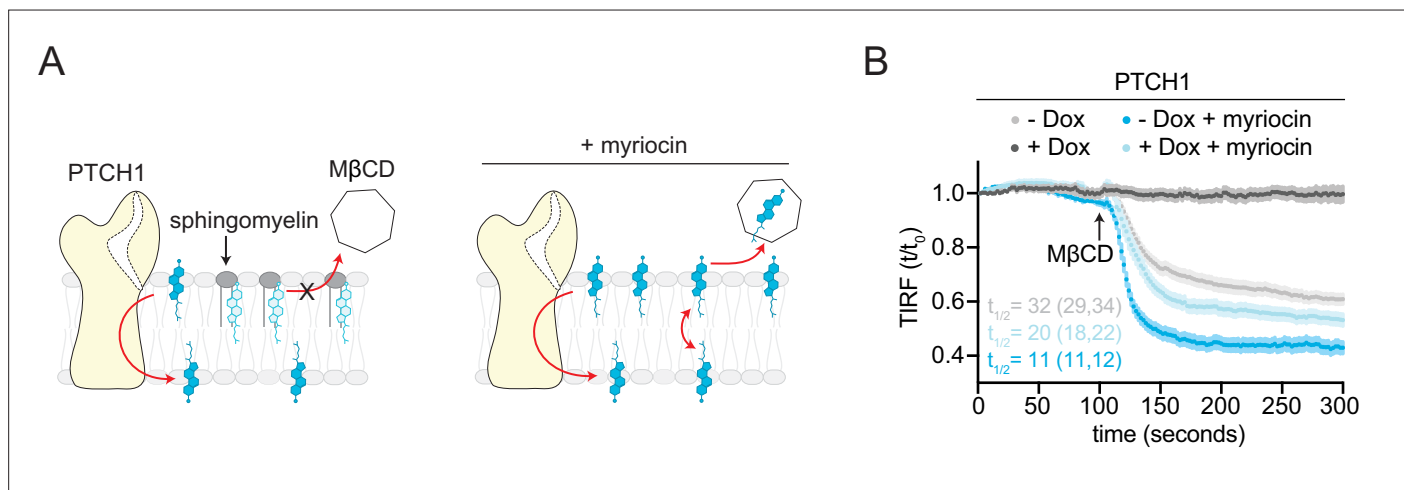 A
PTCH1
sphingomyelin
MβCD
X
+ myriocin
B
PTCH1
- Dox
- Dox + myriocin
+ Dox
+ Dox + myriocin
TIRF (t/t0)
1.0
0.8
0.6
0.4
MβCD
t1/2= 32 (29,34)
t1/2= 20 (18,22)
t1/2= 11 (11,12)
0 50 100 150 200 250 300
time (seconds)